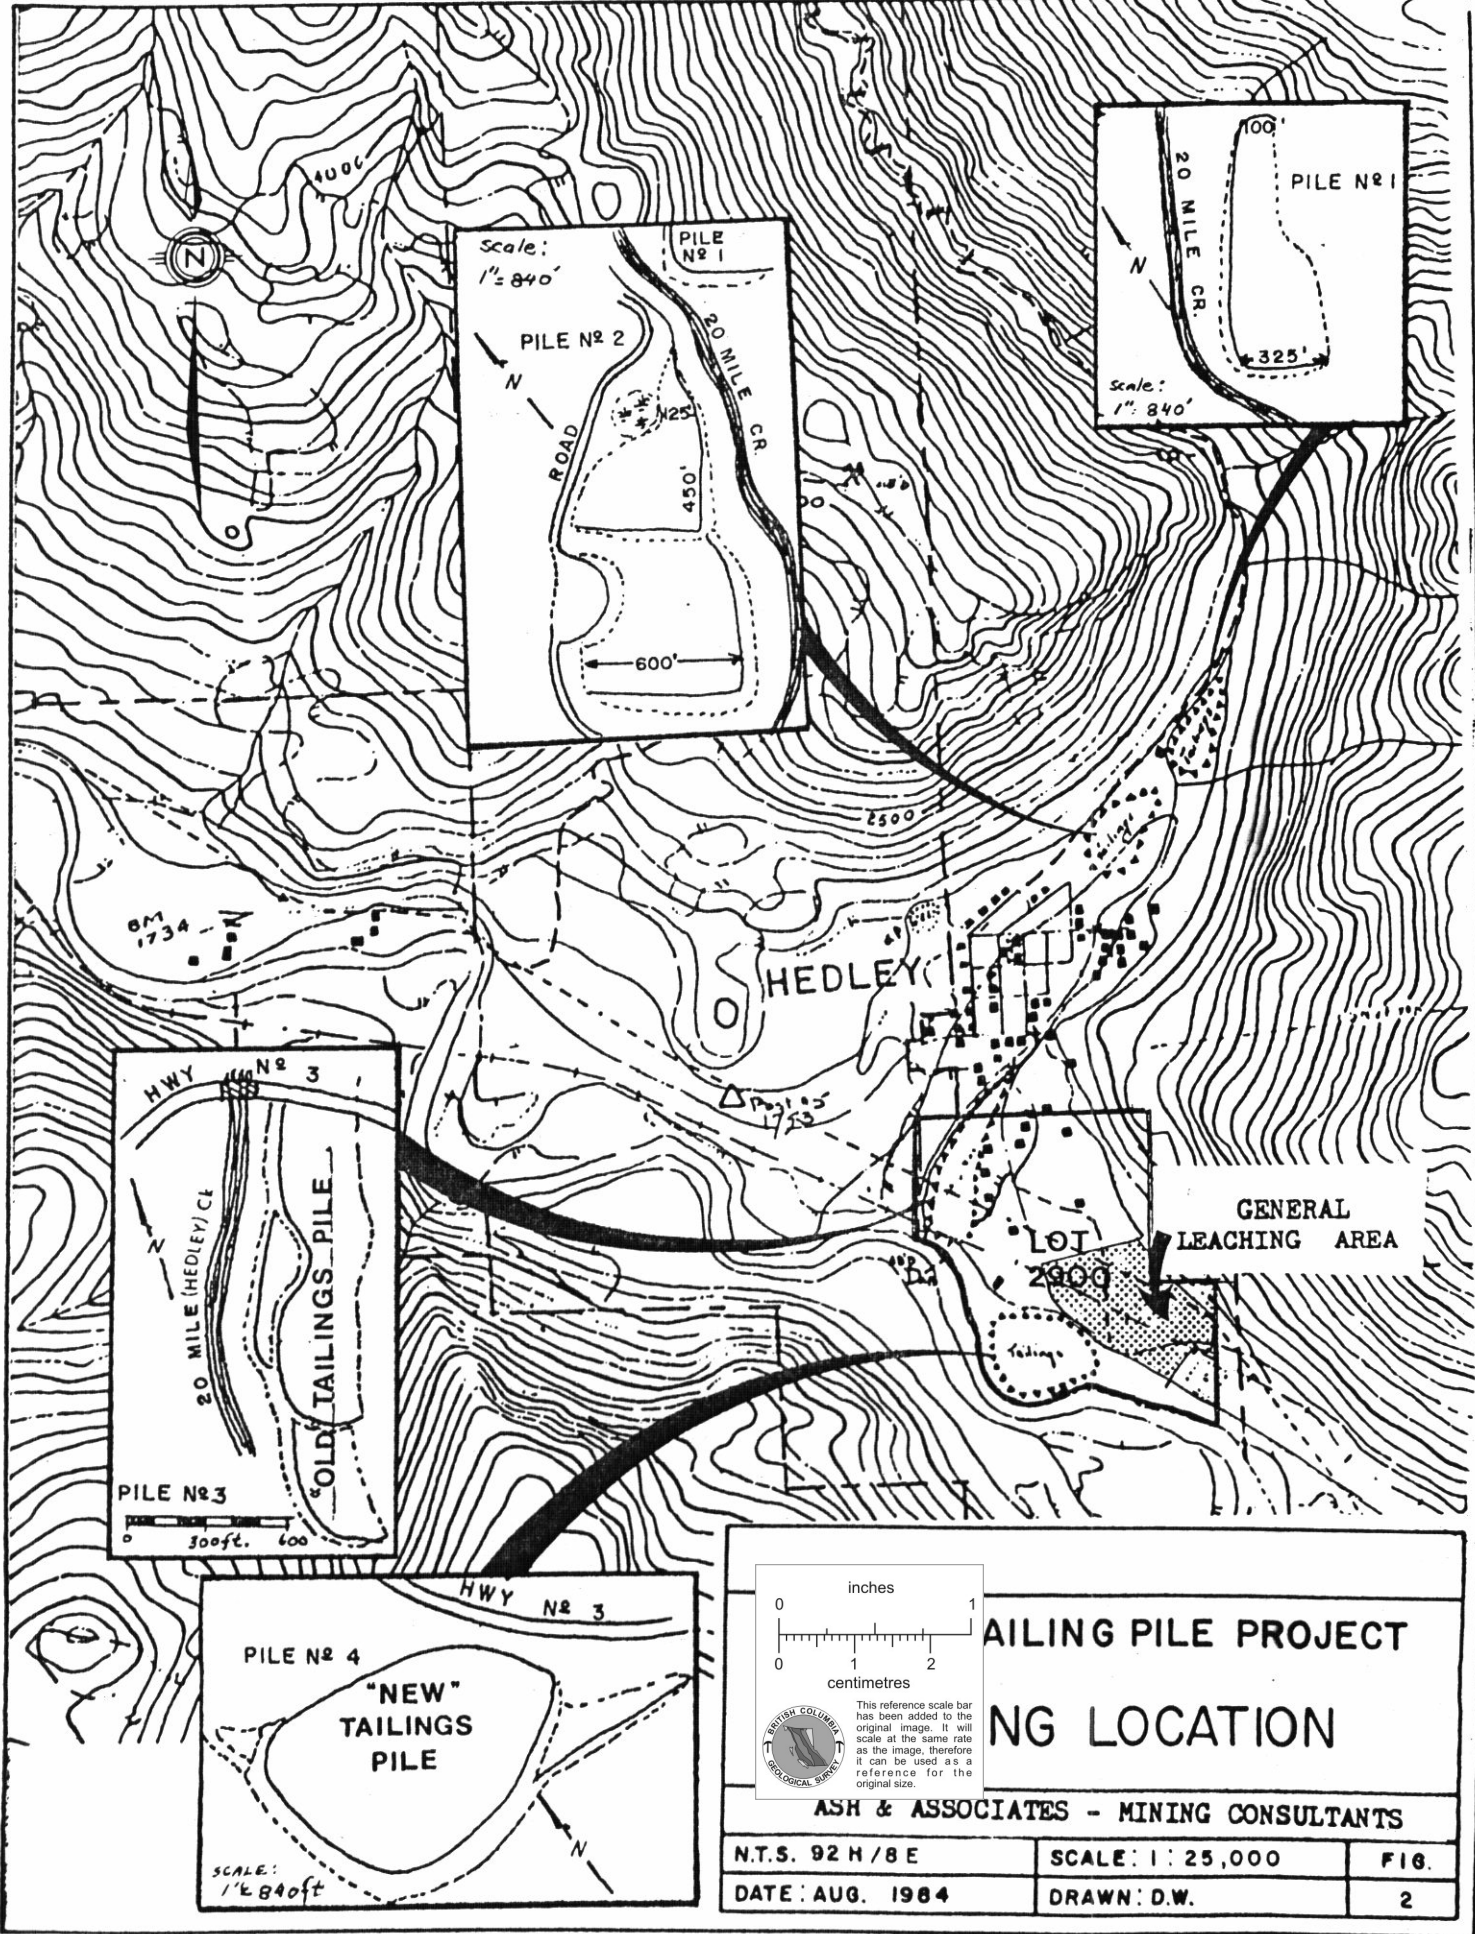 4000
N
100'
PILE Nº 1
20 MILE CR.
N
325'
Scale:
1"= 840'
Scale:
1"= 840'
PILE
Nº 1
PILE Nº 2
N
20 MILE CR.
125'
ROAD
450'
600'
Tailings
2500
Tailings
BM
1734
HEDLEY
1753
HWY Nº 3
20 MILE (HEDLEY) Ck
N
"OLD" TAILINGS PILE
PILE Nº 3
0 300ft. 600
GENERAL
LEACHING AREA
LOT
2900
Tailings
HWY Nº 3
PILE Nº 4
"NEW"
TAILINGS
PILE
N
SCALE:
1"= 840ft
inches
0 1
0 1 2
centimetres
This reference scale bar
has been added to the
original image. It will
scale at the same rate
as the image, therefore
it can be used as a
reference for the
original size.
BRITISH COLUMBIA
GEOLOGICAL SURVEY
AILING PILE PROJECT
NG LOCATION
ASH & ASSOCIATES - MINING CONSULTANTS
N.T.S. 92 H/8 E
SCALE: 1:25,000
FIG.
DATE: AUG. 1984
DRAWN: D.W.
2